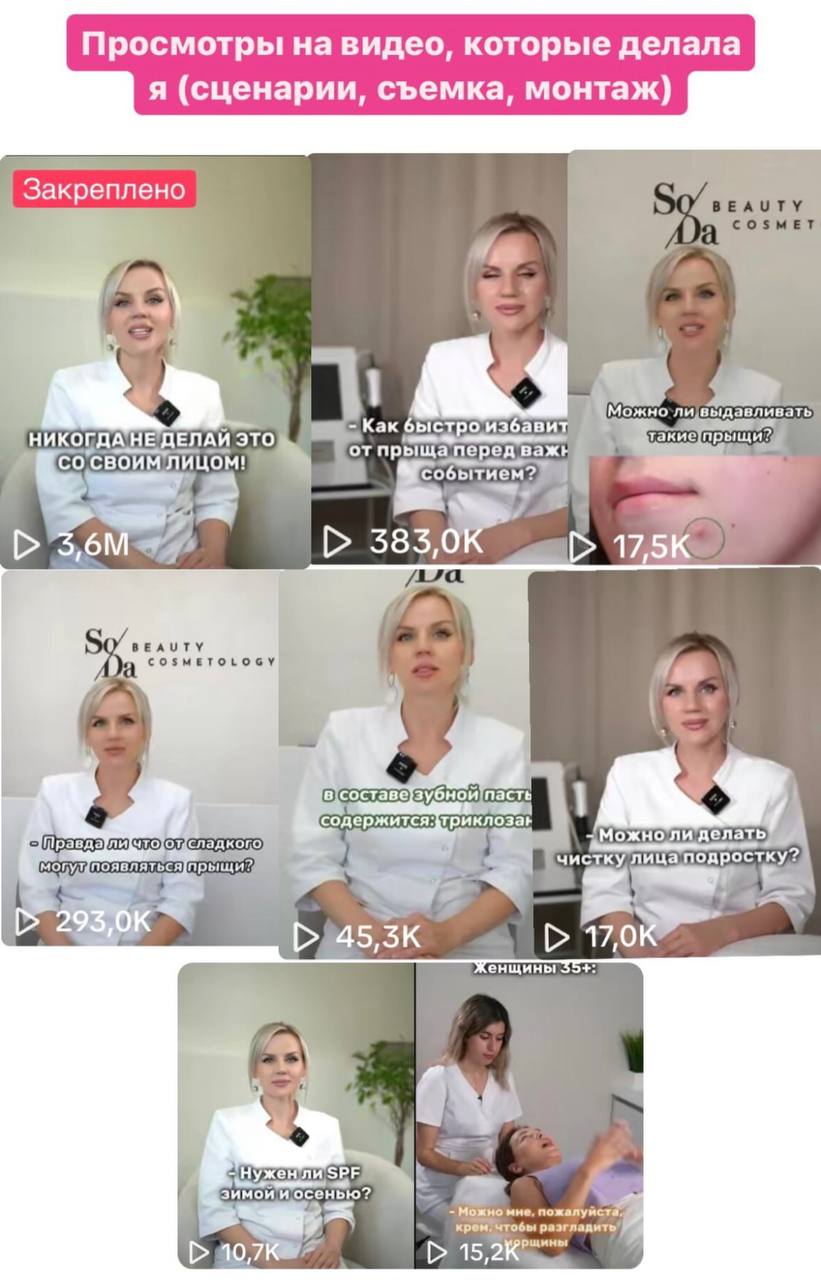 Просмотры на видео, которые делала
я (сценарии, съемка, монтаж)
Закреплено
НИКОГДА НЕ ДЕЛАЙ ЭТО
СО СВОИМ ЛИЦОМ!
3,6M
- Как быстро избавит
от прыща перед важн
событием?
383,0K
So/Da BEAUTY
COSMET
Можно ли выдавливать
такие прыщи?
17,5K
So/Da BEAUTY
COSMETOLOGY
- Правда ли что от сладкого
могут появляться прыщи?
293,0K
Da
в составе зубной пасты
содержится: триклозан
45,3K
- Можно ли делать
чистку лица подростку?
17,0K
- Нужен ли SPF
зимой и осенью?
10,7K
Женщины 35+:
- Можно мне, пожалуйста,
крем, чтобы разгладить
морщины
15,2K